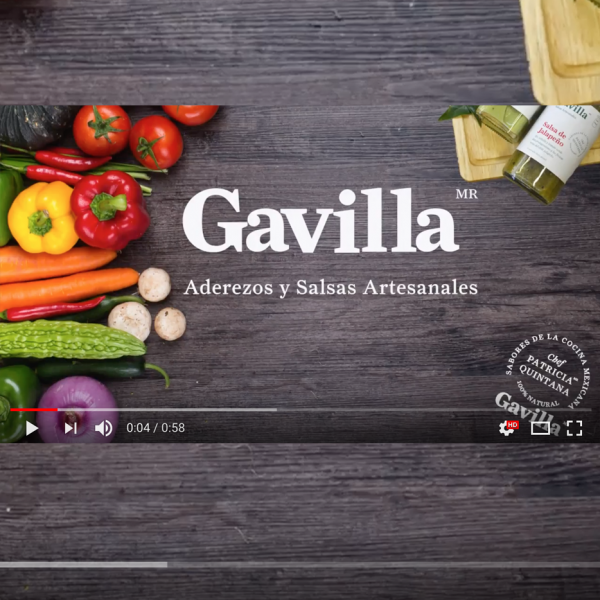 villa
Salsa de
Jalapeño
Gavilla MR
Aderezos y Salsas Artesanales
SABORES DE LA COCINA MEXICANA
Chef
PATRICIA
QUINTANA
100% NATURAL
Gavilla
0:04 / 0:58
HD